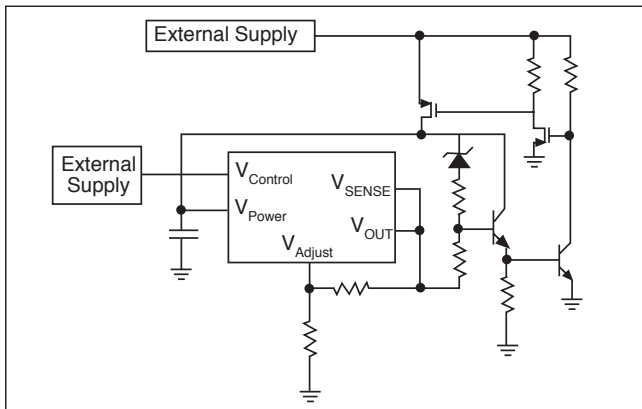 External Supply
External
Supply
VControl
VSENSE
VPower
VOUT
VAdjust